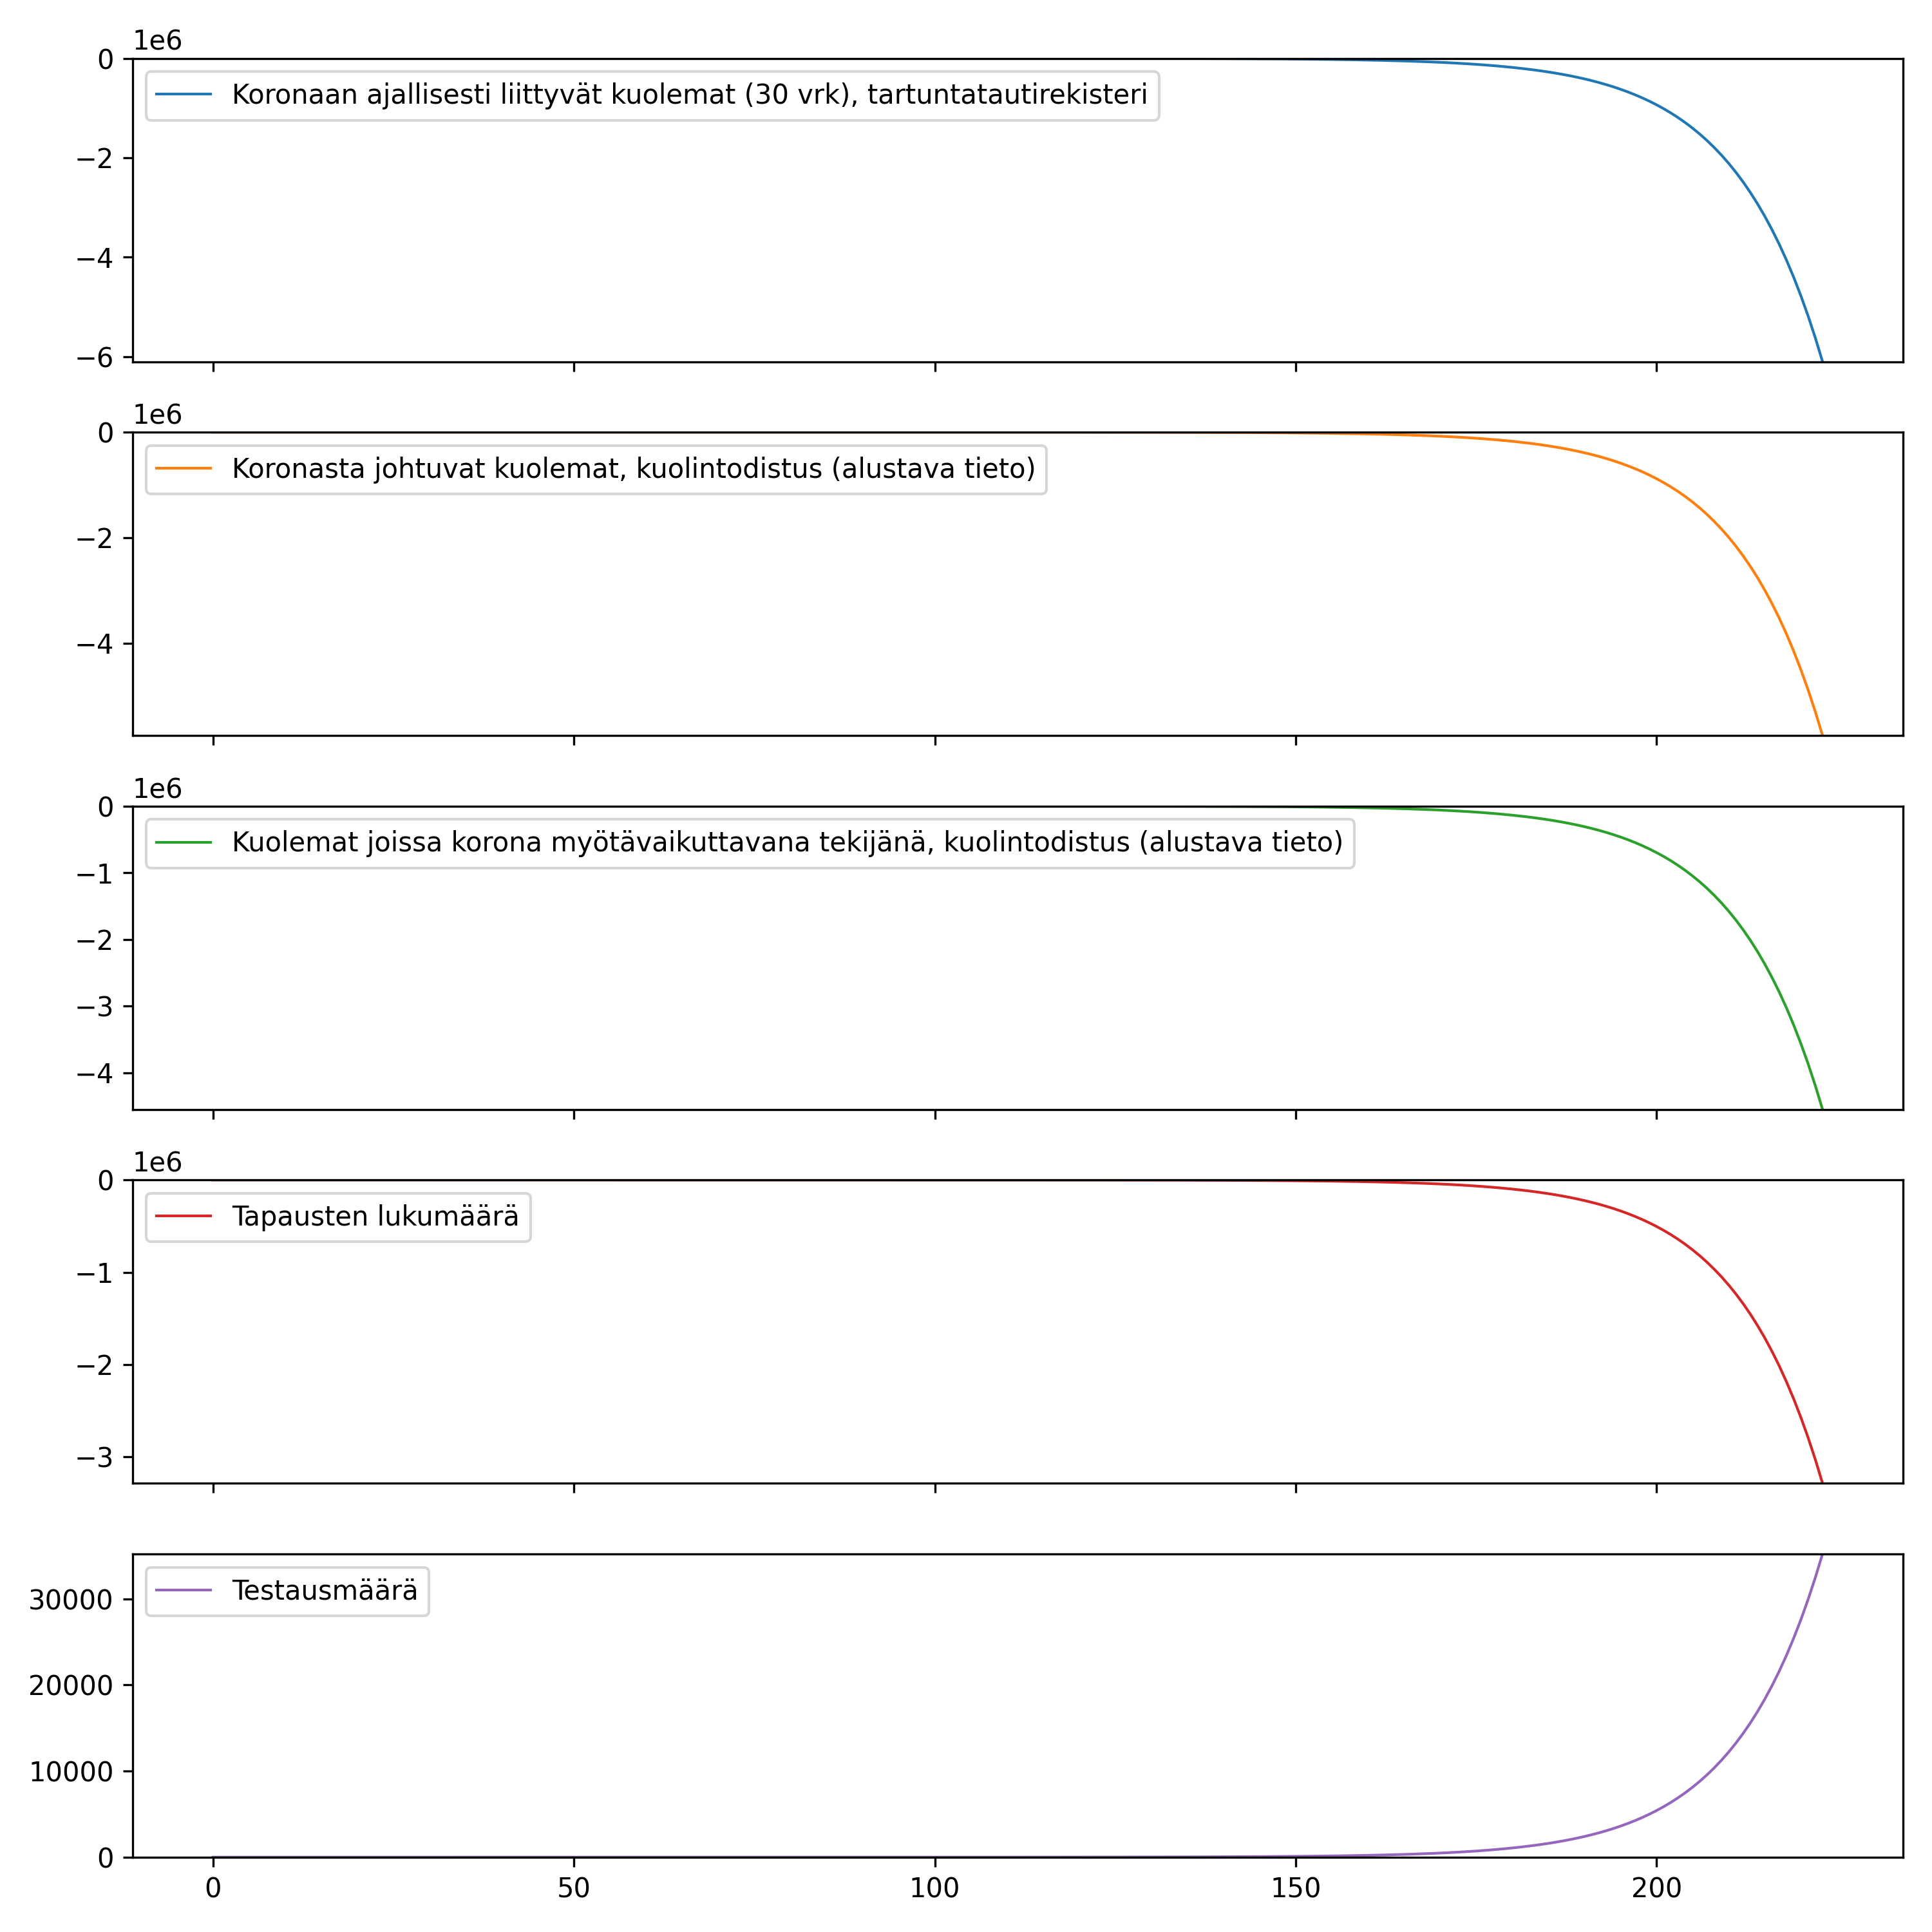 1e6
0
Koronaan ajallisesti liittyvät kuolemat (30 vrk), tartuntatautirekisteri
−2
−4
−6
1e6
0
Koronasta johtuvat kuolemat, kuolintodistus (alustava tieto)
−2
−4
1e6
0
Kuolemat joissa korona myötävaikuttavana tekijänä, kuolintodistus (alustava tieto)
−1
−2
−3
−4
1e6
0
Tapausten lukumäärä
−1
−2
−3
Testausmäärä
30000
20000
10000
0
0 50 100 150 200